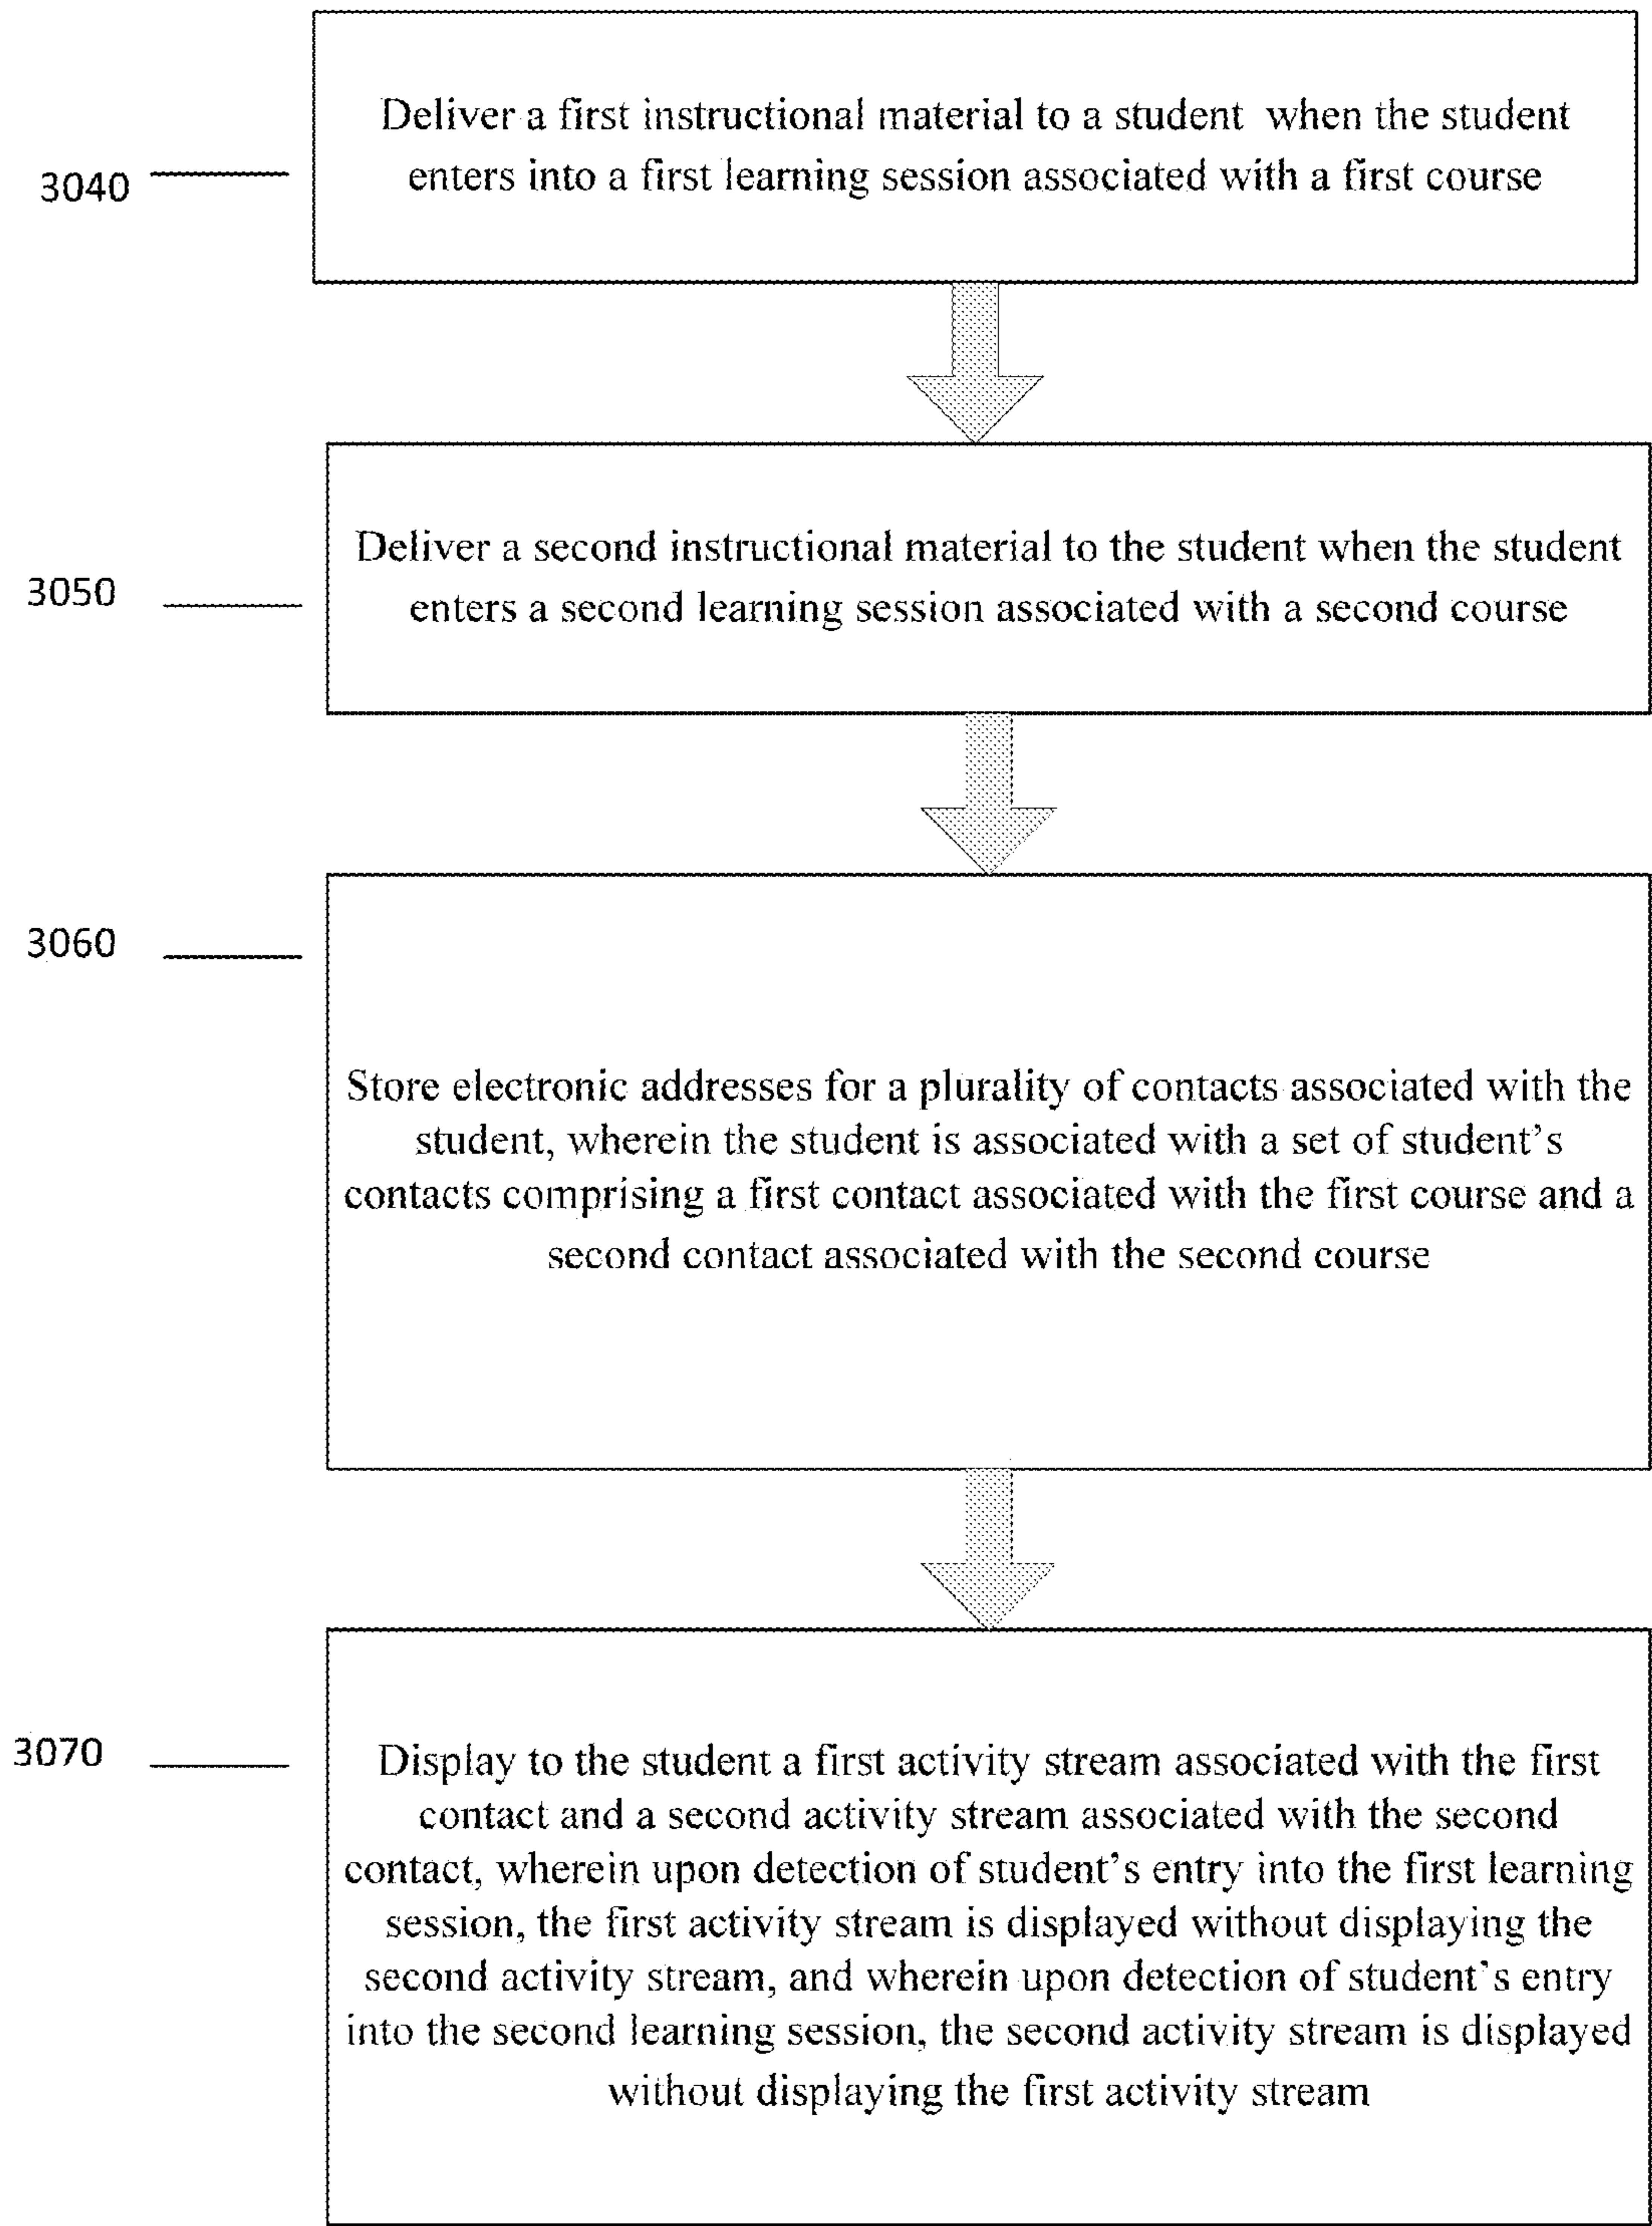 Deliver a first instructional material to a student when the student
enters into a first learning session associated with a first course
3040
Deliver a second instructional material to the student when the student
enters a second learning session associated with a second course
3050
3060
Store electronic addresses for a plurality of contacts associated with the
student, wherein the student is associated with a set of student's
contacts comprising a first contact associated with the first course and a
second contact associated with the second course
3070
Display to the student a first activity stream associated with the first
contact and a second activity stream associated with the second
contact, wherein upon detection of student's entry into the first learning
session, the first activity stream is displayed without displaying the
second activity stream, and wherein upon detection of student's entry
into the second learning session, the second activity stream is displayed
without displaying the first activity stream